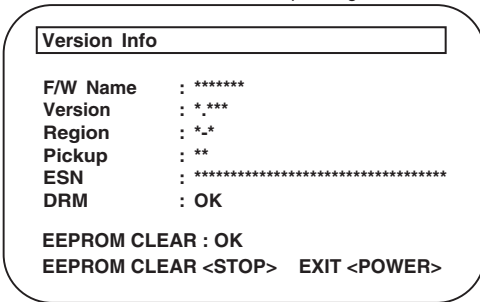 Version Info
F/W Name : *******
Version : *.***
Region : *-*
Pickup : **
ESN : ***********************************
DRM : OK
EEPROM CLEAR : OK
EEPROM CLEAR <STOP> EXIT <POWER>